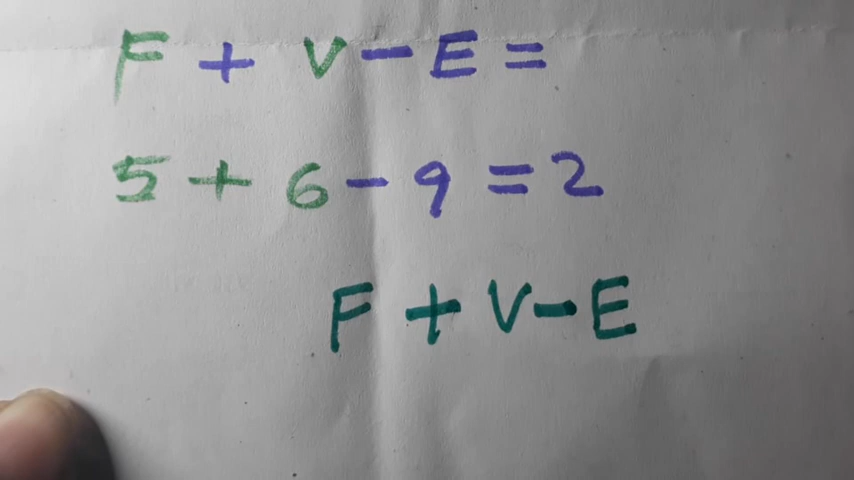 F + V - E =
5 + 6 - 9 = 2
F + V - E